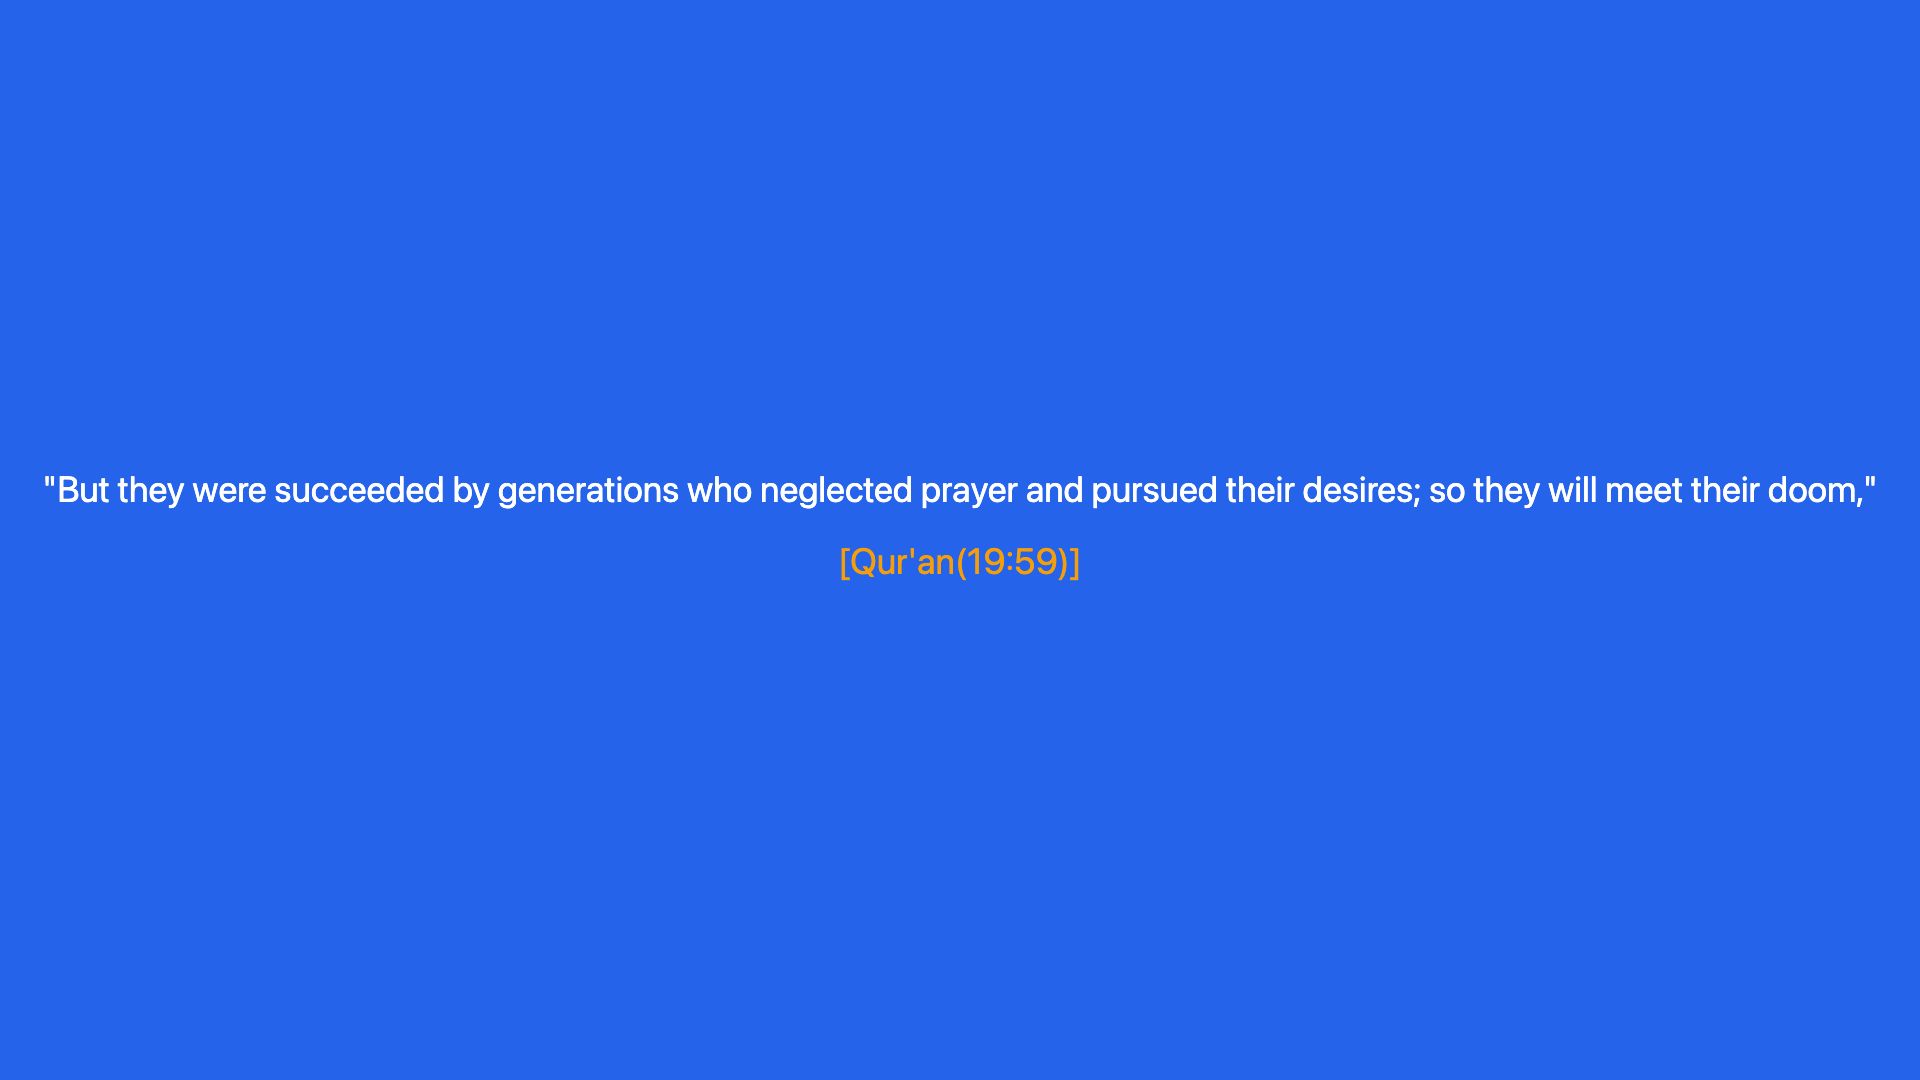 "But they were succeeded by generations who neglected prayer and pursued their desires; so they will meet their doom,"
[Qur'an(19:59)]